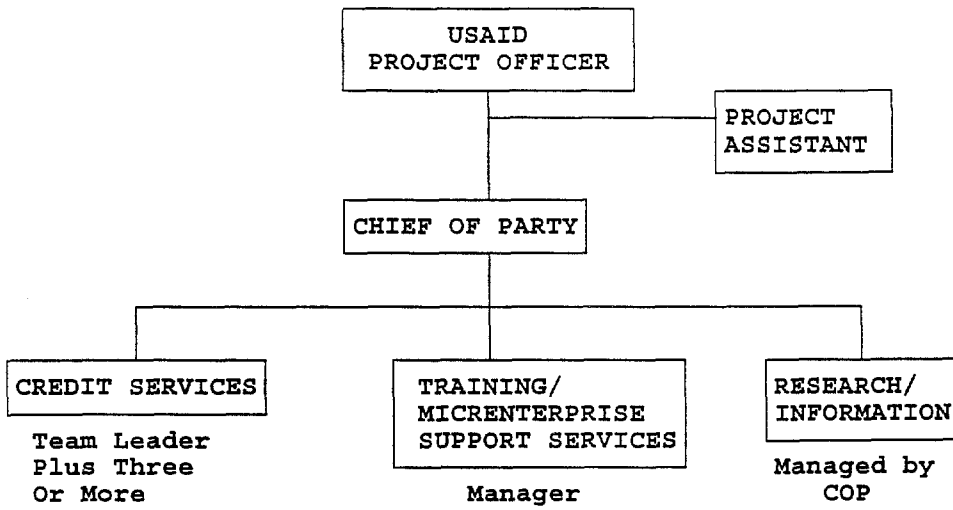 USAID
PROJECT OFFICER
PROJECT
ASSISTANT
CHIEF OF PARTY
CREDIT SERVICES
Team Leader
Plus Three
Or More
TRAINING/
MICRENTERPRISE
SUPPORT SERVICES
Manager
RESEARCH/
INFORMATION
Managed by
COP